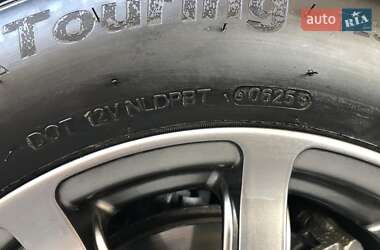 Touring
auto RIA
DOT 12V NLDPBT 0625